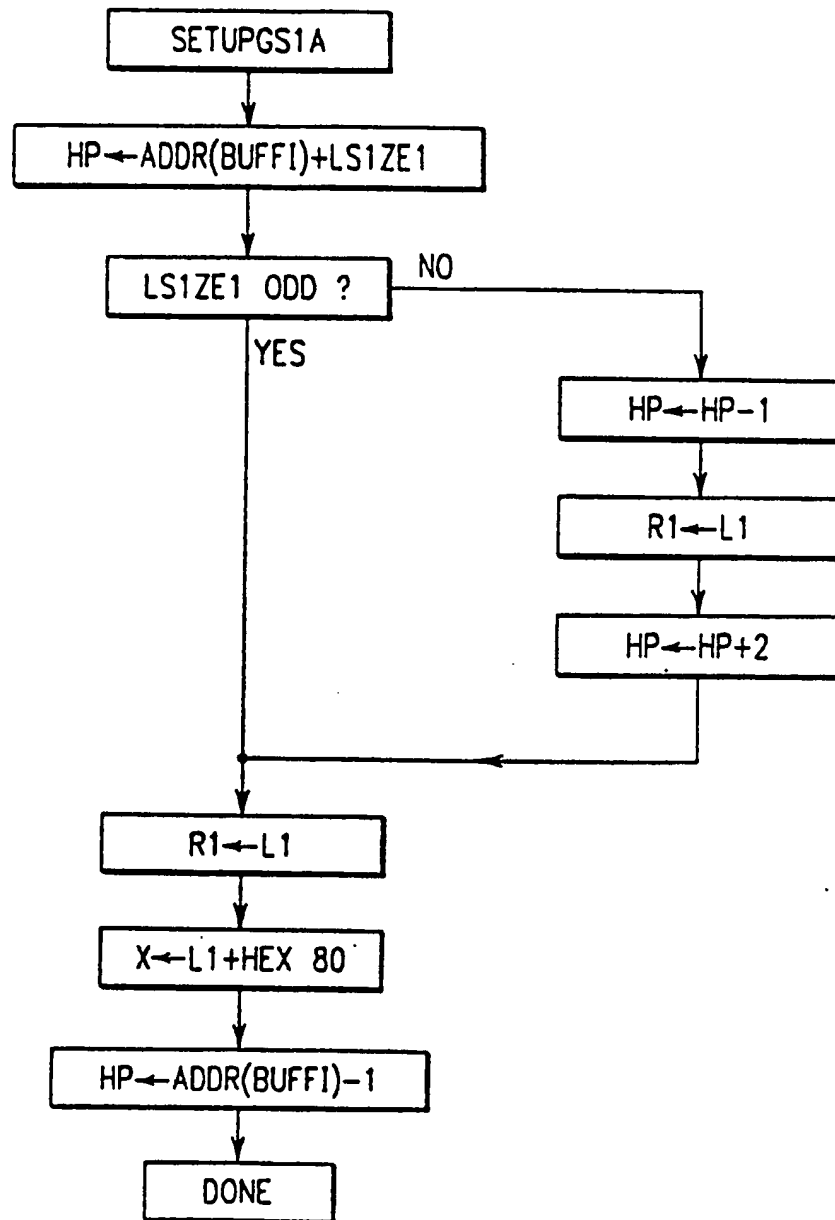 SETUPGS1A
HP←ADDR(BUFFI)+LS1ZE1
LS1ZE1 ODD ?
NO
YES
HP←HP-1
R1←L1
HP←HP+2
R1←L1
X←L1+HEX 80
HP←ADDR(BUFFI)-1
DONE